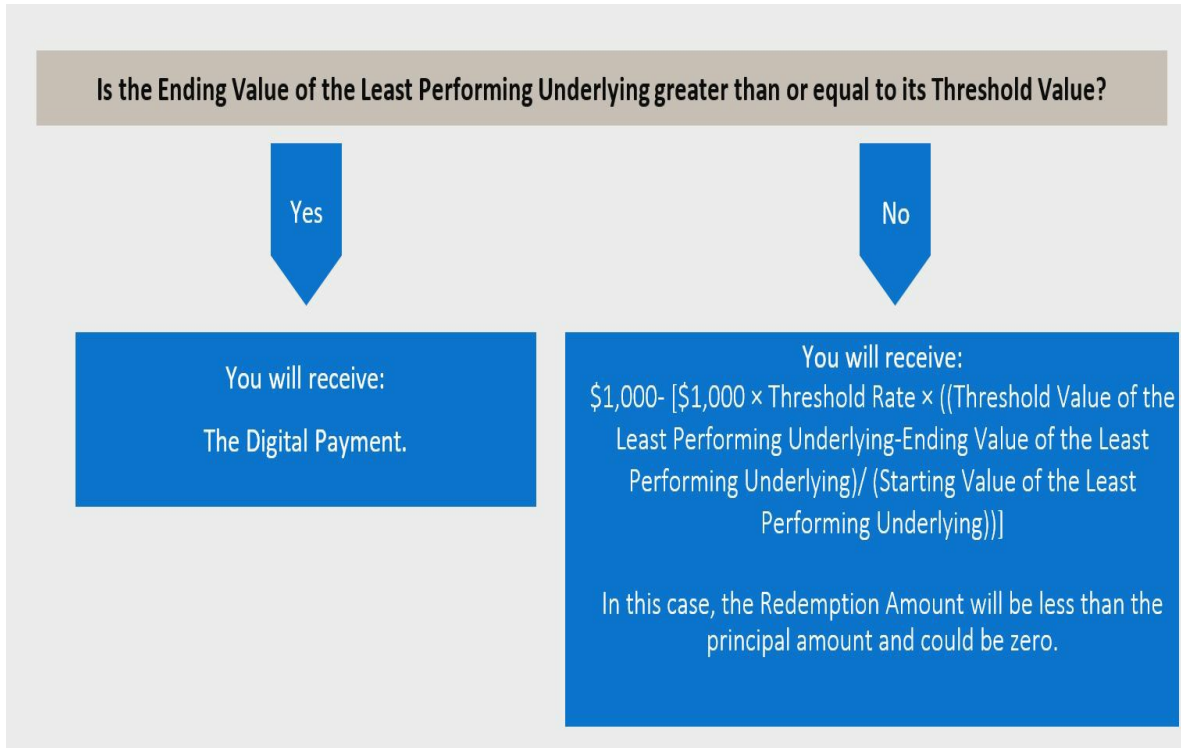 Is the Ending Value of the Least Performing Underlying greater than or equal to its Threshold Value?
Yes
No
You will receive:
The Digital Payment.
You will receive:
$1,000- [$1,000 × Threshold Rate × ((Threshold Value of the
Least Performing Underlying-Ending Value of the Least
Performing Underlying)/ (Starting Value of the Least
Performing Underlying))]
In this case, the Redemption Amount will be less than the
principal amount and could be zero.